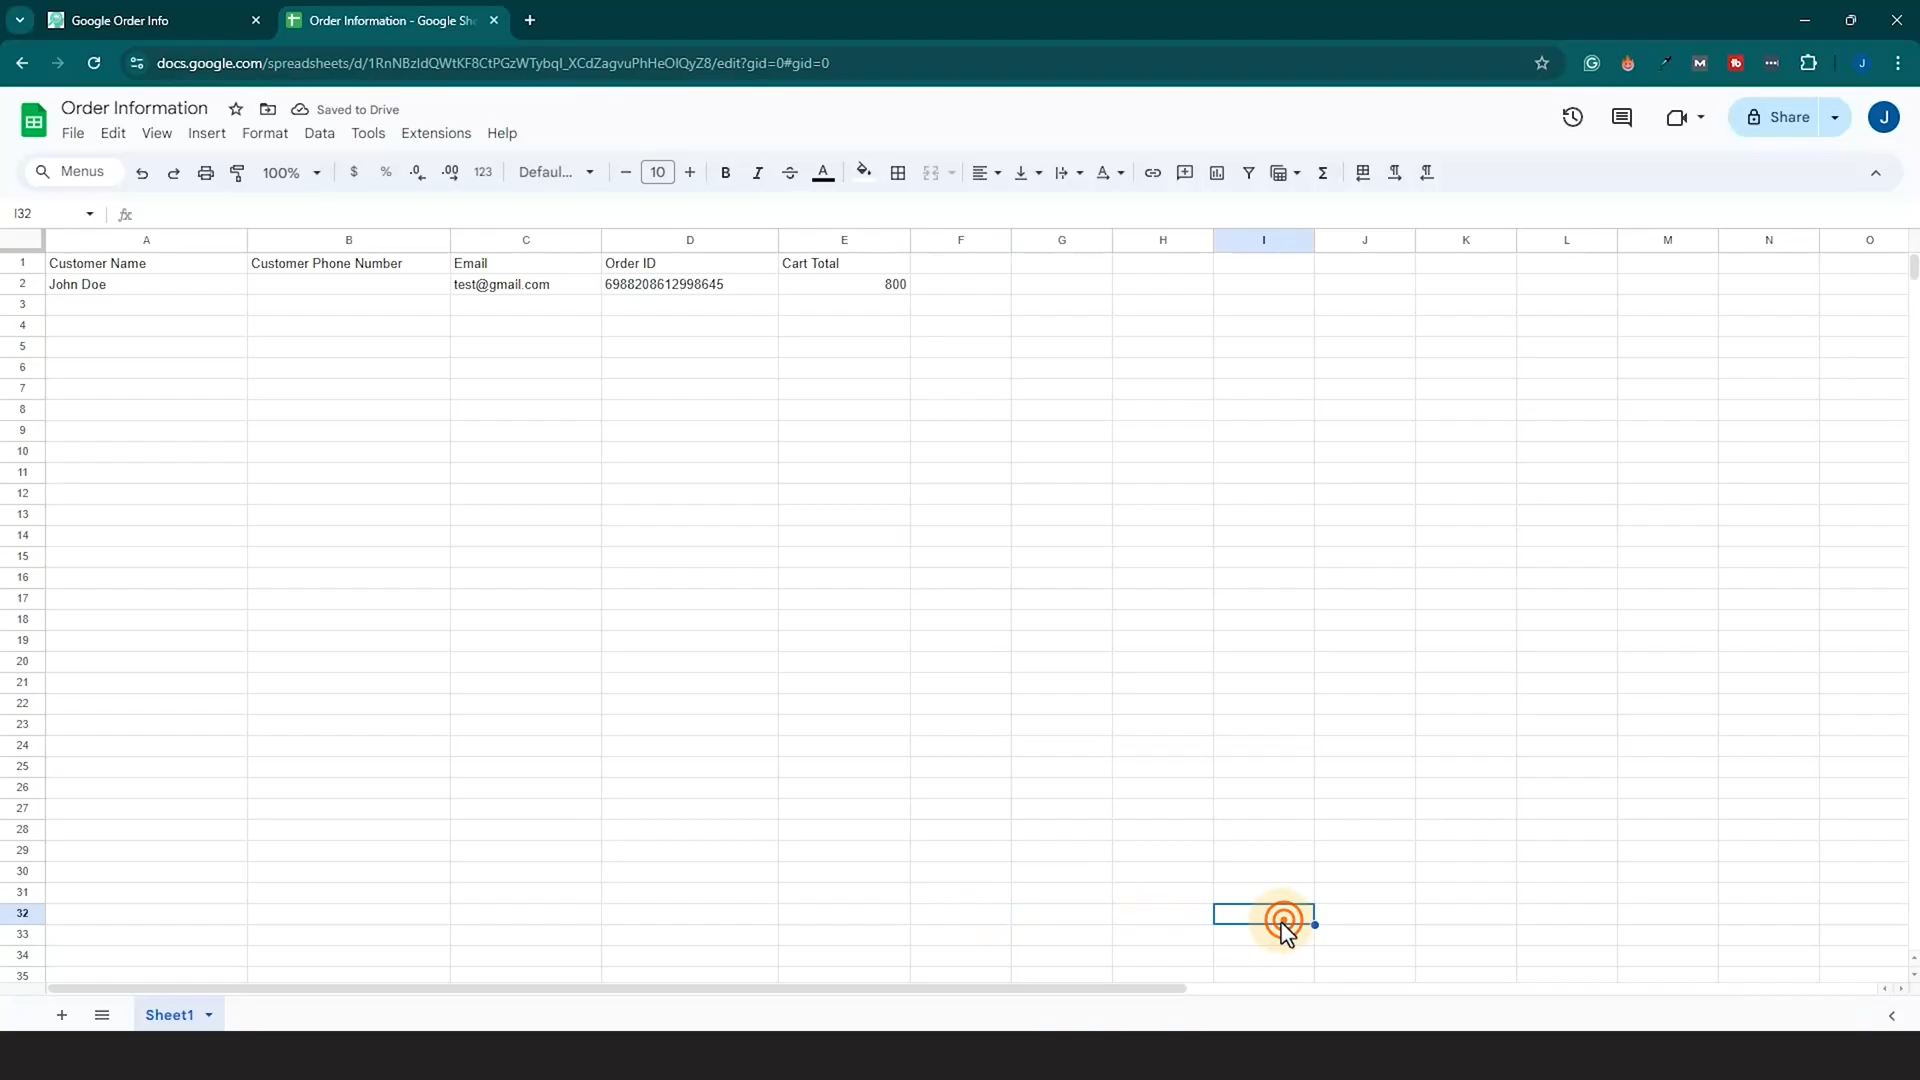 Google Order Info
Order Information - Google She
docs.google.com/spreadsheets/d/1RnNBzIdQWtKF8CtPGzWTybqI_XCdZagvuPhHeOIQyZ8/edit?gid=0#gid=0
Order Information
Saved to Drive
File Edit View Insert Format Data Tools Extensions Help
Share
J
Menus
100%
$ % .0 .00 123
Defaul...
10
B I A
I32
fx
A B C D E F G H I J K L M N O
1 Customer Name Customer Phone Number Email Order ID Cart Total
2 John Doe test@gmail.com 6988208612998645 800
3
4
5
6
7
8
9
10
11
12
13
14
15
16
17
18
19
20
21
22
23
24
25
26
27
28
29
30
31
32
33
34
35
Sheet1